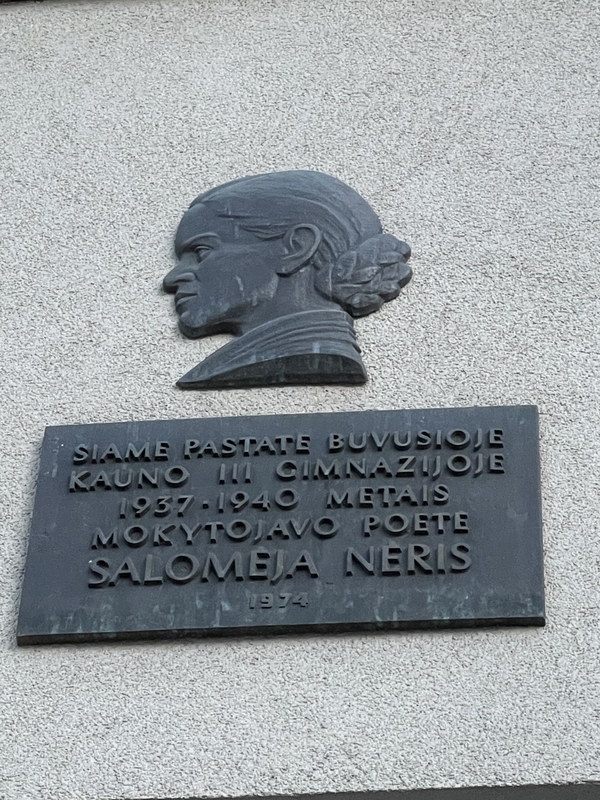 ŠIAME PASTATE BUVUSIOJE
KAUNO III GIMNAZIJOJE
1937·1940 METAIS
MOKYTOJAVO POETĖ
SALOMĖJA NĖRIS
1974